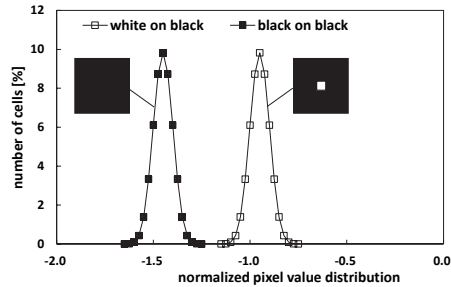 white on black black on black
12
10
8
6
4
2
0
number of cells [%]
-2.0 -1.5 -1.0 -0.5 0.0
normalized pixel value distribution